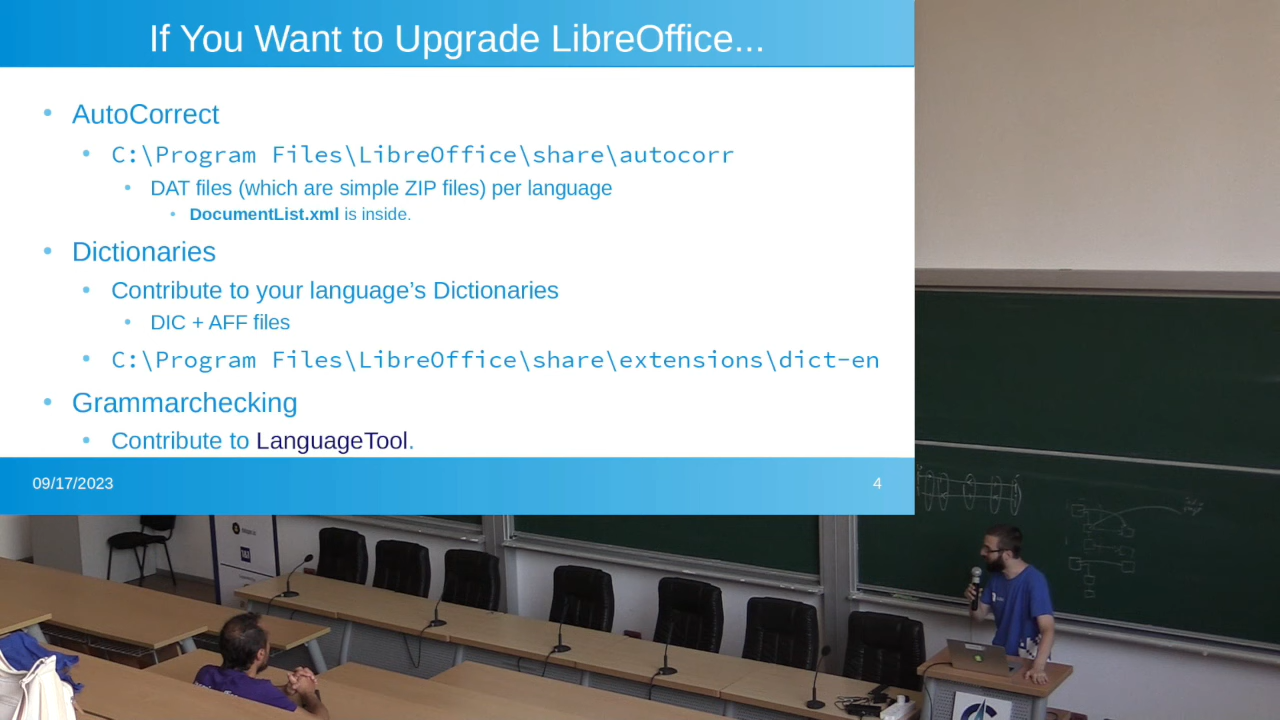 If You Want to Upgrade LibreOffice...
• AutoCorrect
• C:\Program Files\LibreOffice\share\autocorr
• DAT files (which are simple ZIP files) per language
• DocumentList.xml is inside.
• Dictionaries
• Contribute to your language’s Dictionaries
• DIC + AFF files
• C:\Program Files\LibreOffice\share\extensions\dict-en
• Grammarchecking
• Contribute to LanguageTool.
09/17/2023
4